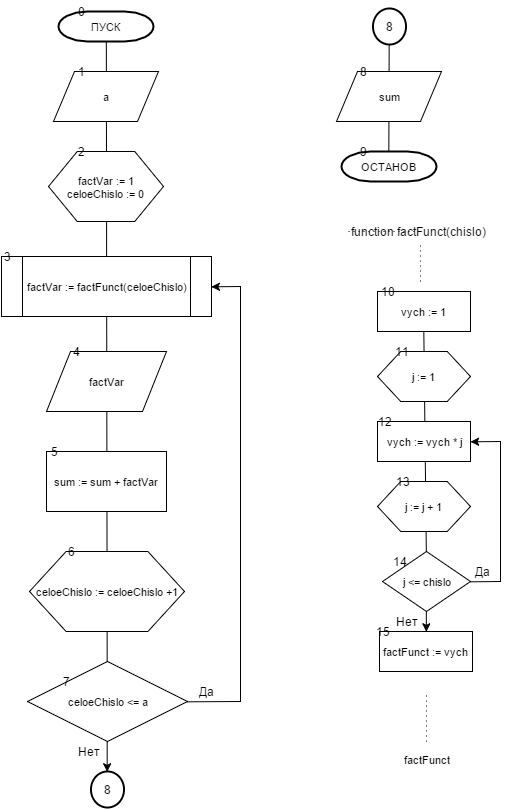 0
ПУСК
1
a
2
factVar := 1
celoeChislo := 0
3
factVar := factFunct(celoeChislo)
4
factVar
5
sum := sum + factVar
6
celoeChislo := celoeChislo +1
7
celoeChislo <= a
Да
Нет
8
8
8
sum
9
ОСТАНОВ
function factFunct(chislo)
10
vych := 1
11
j := 1
12
vych := vych * j
13
j := j + 1
14
j <= chislo
Да
Нет
15
factFunct := vych
factFunct